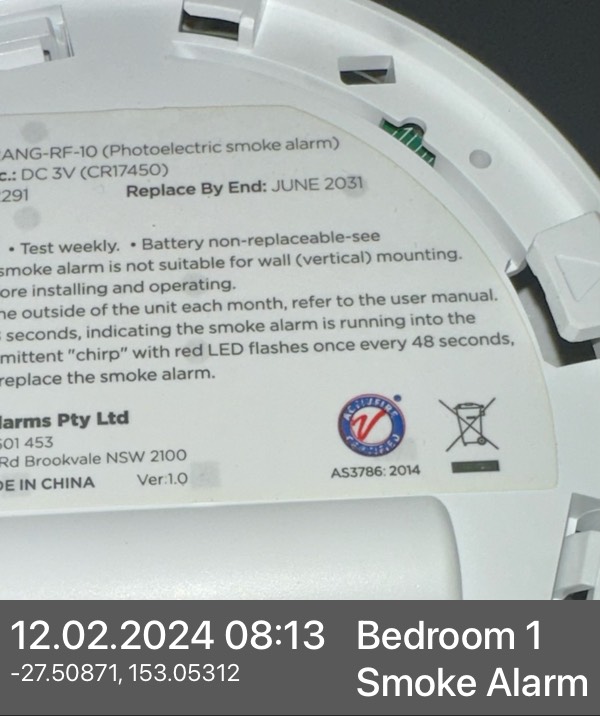 ANG-RF-10 (Photoelectric smoke alarm)
c.: DC 3V (CR17450)
291 Replace By End: JUNE 2031
• Test weekly. • Battery non-replaceable-see
smoke alarm is not suitable for wall (vertical) mounting.
ore installing and operating.
he outside of the unit each month, refer to the user manual.
seconds, indicating the smoke alarm is running into the
mittent "chirp" with red LED flashes once every 48 seconds,
replace the smoke alarm.
larms Pty Ltd
601 453
Rd Brookvale NSW 2100
DE IN CHINA Ver:1.0
ACTIVFIRE
CERTIFIED
AS3786: 2014
12.02.2024 08:13
-27.50871, 153.05312
Bedroom 1
Smoke Alarm